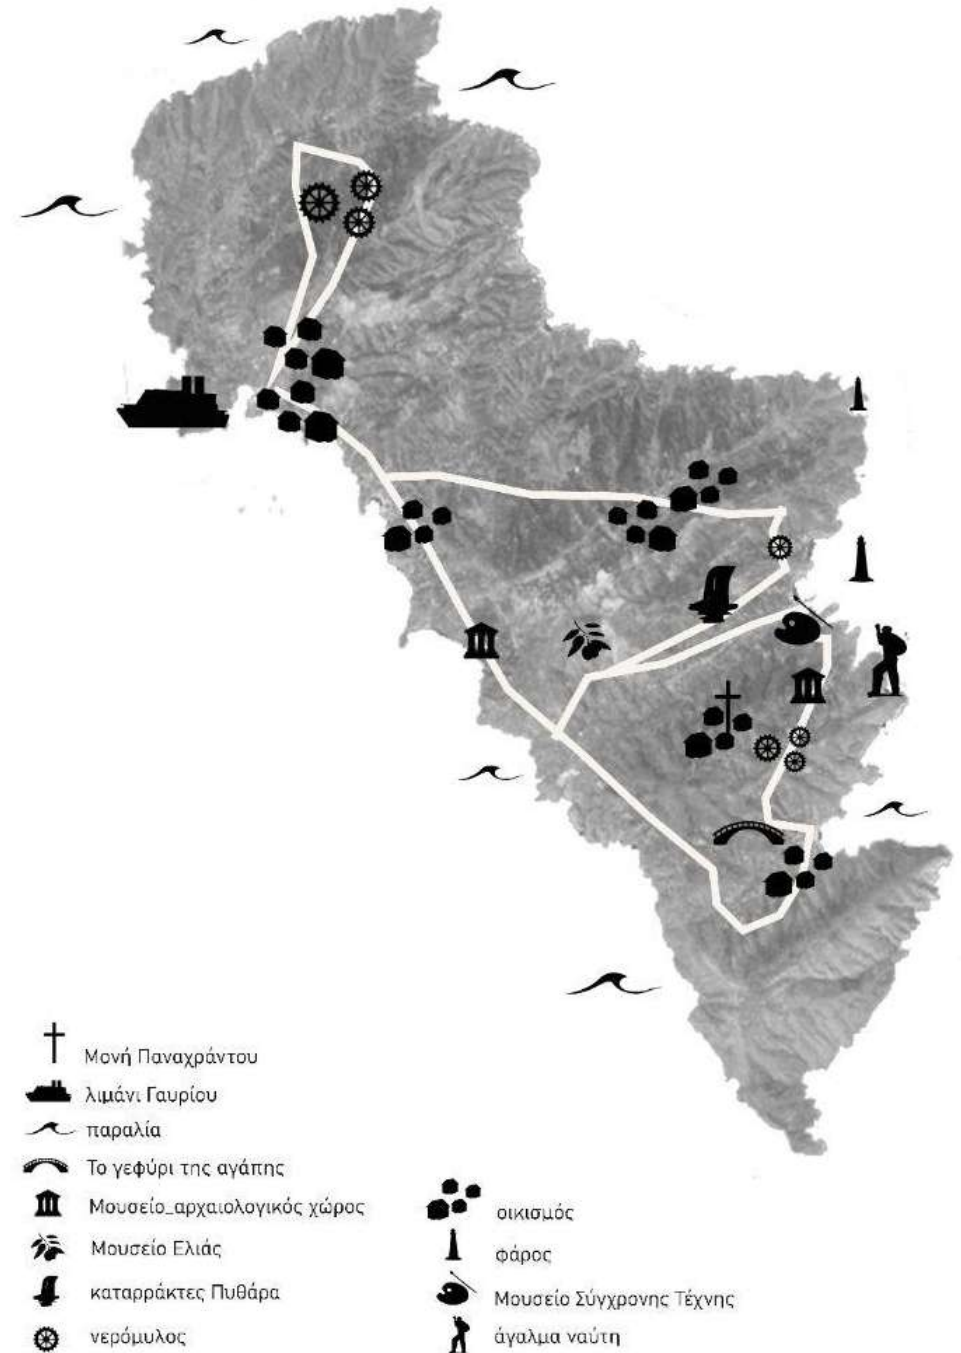 Μονή Παναχράντου
λιμάνι Γαυρίου
παραλία
Το γεφύρι της αγάπης
Μουσείο_αρχαιολογικός χώρος
Μουσείο Ελιάς
καταρράκτες Πυθάρα
νερόμυλος
οικισμός
φάρος
Μουσείο Σύγχρονης Τέχνης
άγαλμα ναύτη